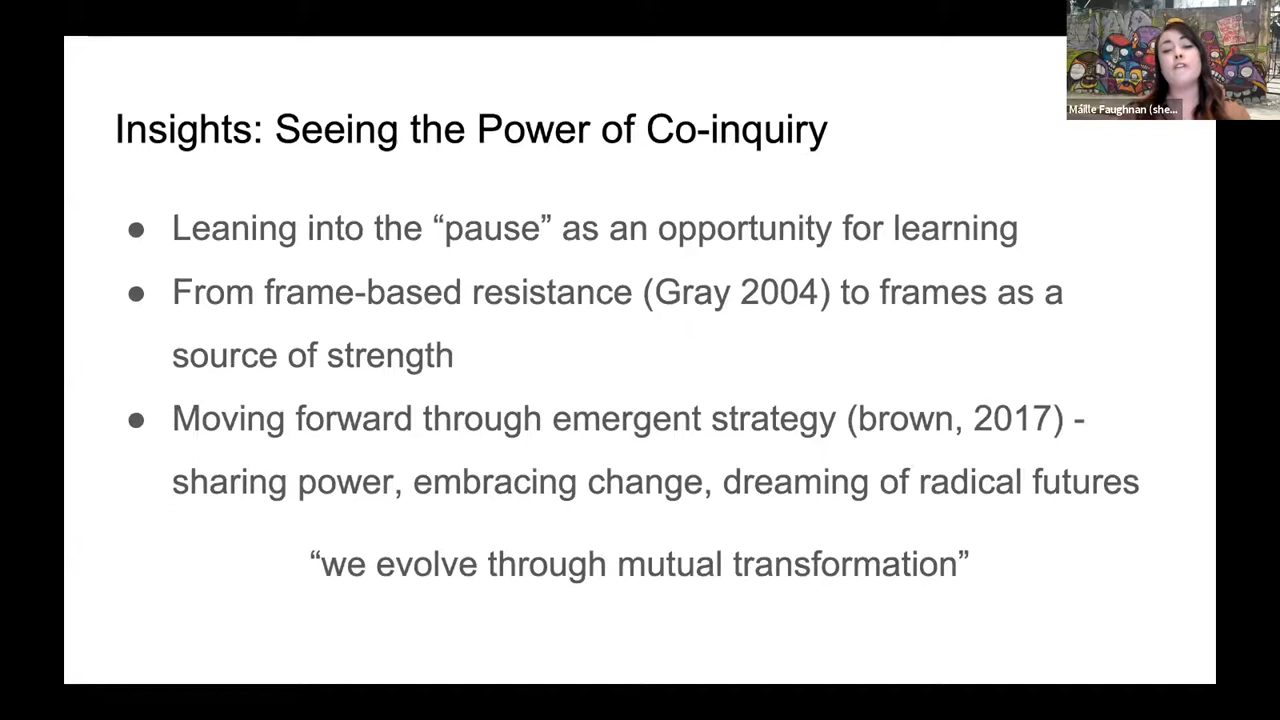 Máille Faughnan (she...
Insights: Seeing the Power of Co-inquiry
● Leaning into the “pause” as an opportunity for learning
● From frame-based resistance (Gray 2004) to frames as a
source of strength
● Moving forward through emergent strategy (brown, 2017) -
sharing power, embracing change, dreaming of radical futures
“we evolve through mutual transformation”